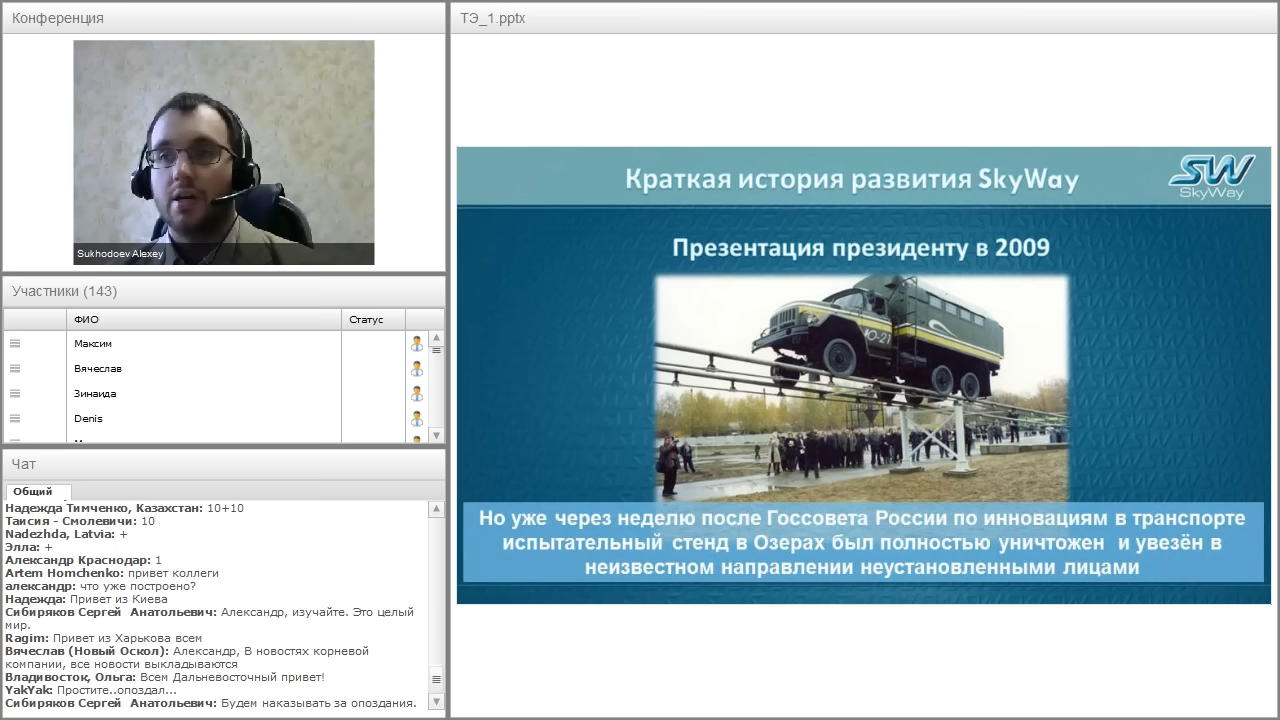 Конференция
Sukhodoev Alexey
Участники (143)
ФИО
Статус
Максим
Вячеслав
Зинаида
Denis
Чат
Общий
Надежда Тимченко, Казахстан: 10+10
Таисия - Смолевичи: 10
Nadezhda, Latvia: +
Элла: +
Александр Краснодар: 1
Artem Homchenko: привет коллеги
александр: что уже построено?
Надежда: Привет из Киева
Сибиряков Сергей Анатольевич: Александр, изучайте. Это целый
мир.
Ragim: Привет из Харькова всем
Вячеслав (Новый Оскол): Александр, В новостях корневой
компании, все новости выкладываются
Владивосток, Ольга: Всем Дальневосточный привет!
YakYak: Простите..опоздал...
Сибиряков Сергей Анатольевич: Будем наказывать за опоздания.
ТЭ_1.pptx
Краткая история развития SkyWay
SW
SkyWay
Презентация президенту в 2009
Ю-21
Но уже через неделю после Госсовета России по инновациям в транспорте
испытательный стенд в Озерах был полностью уничтожен и увезён в
неизвестном направлении неустановленными лицами